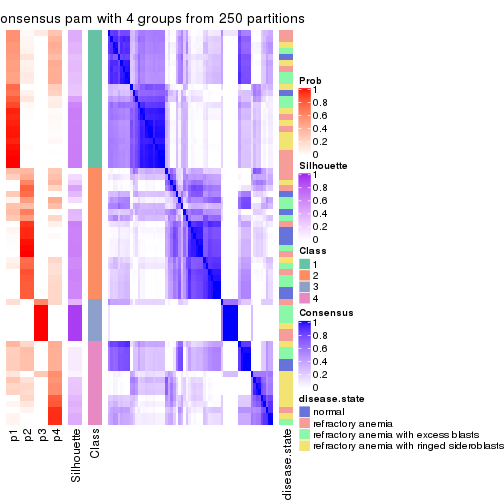 onsensus pam with 4 groups from 250 partitions
Prob
1
0.8
0.6
0.4
0.2
0
Silhouette
1
0.8
0.6
0.4
0.2
0
Class
1
2
3
4
Consensus
1
0.8
0.6
0.4
0.2
0
disease.state
normal
refractory anemia
refractory anemia with excess blasts
refractory anemia with ringed sideroblasts
p1
p2
p3
p4
Silhouette
Class
disease.state